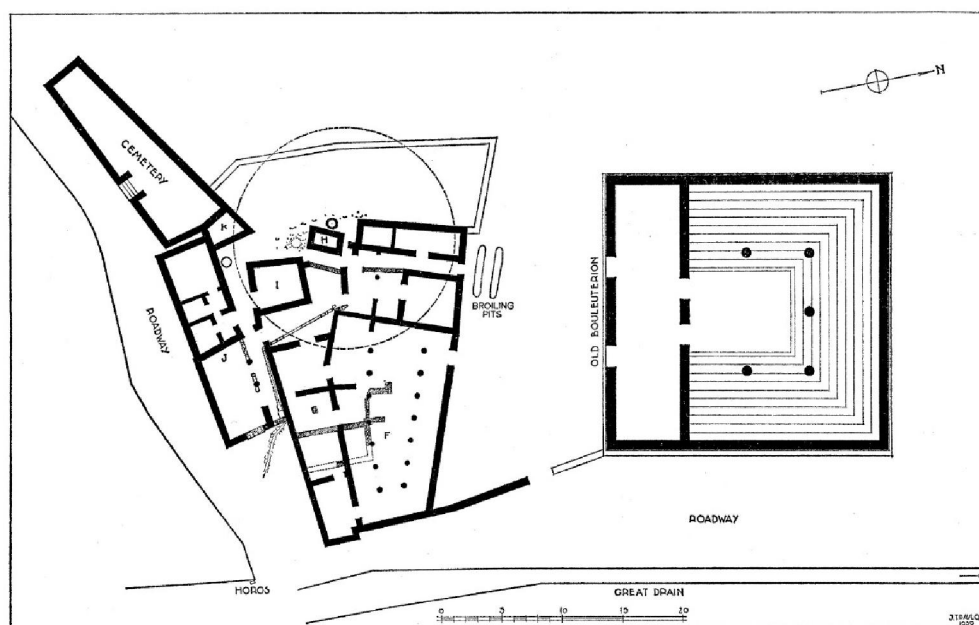 N
CEMETERY
K
H
I
BROILING
PITS
OLD BOULEUTERION
ROADWAY
J
G
F
ROADWAY
HOROS
GREAT DRAIN
0 5 10 15 20